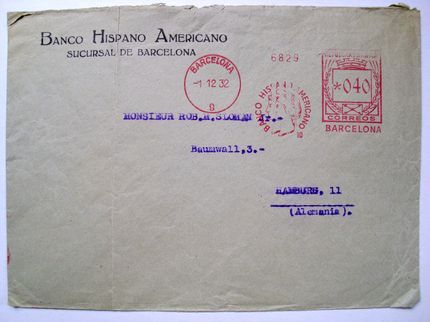 BANCO HISPANO AMERICANO
SUCURSAL DE BARCELONA
BARCELONA
-1 12 32
9
6829
BANCO HISPANO AMERICANO
*040
CORREOS
BARCELONA
MONSIEUR ROB.M.SLOMAN Jr.-
Baumwall,3.-
HAMBURG, 11
(Alemania).